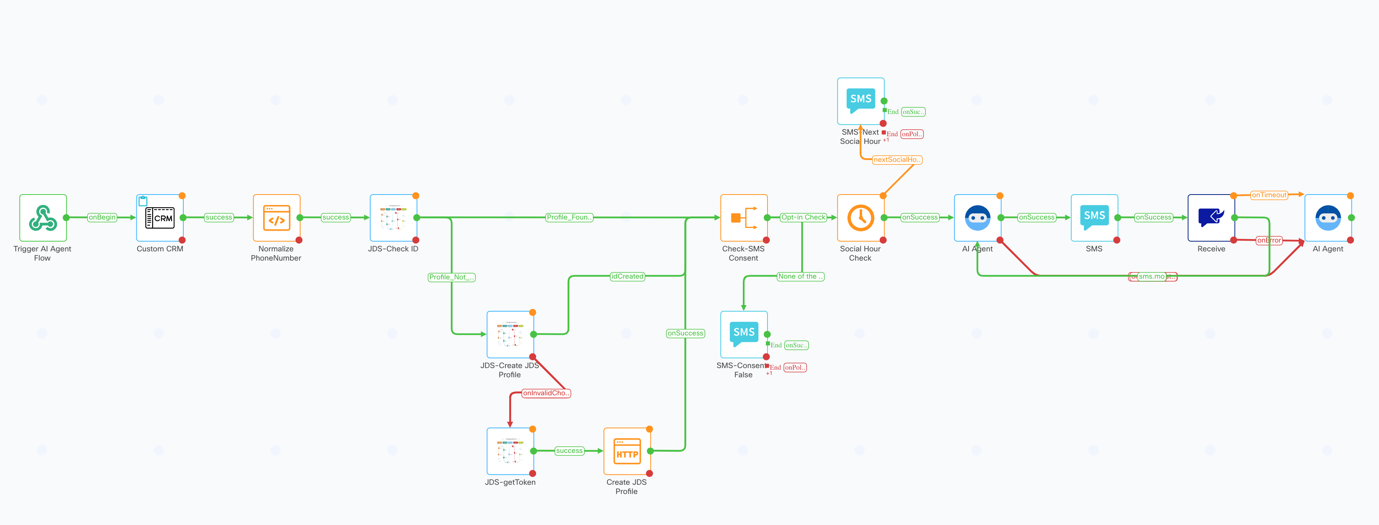 SMS
End onSuc..
SMS-Next
Social Hour
End onPol..
+1
nextSocialHo..
Trigger AI Agent
Flow
onBegin
CRM
Custom CRM
success
Normalize
PhoneNumber
success
JDS-Check ID
Profile_Foun..
Check-SMS
Consent
Opt-in Check
Social Hour
Check
onSuccess
AI Agent
onSuccess
SMS
SMS
onSuccess
Receive
onTimeout
onError
AI Agent
Profile_Not_...
idCreated
None of the ..
JDS-Create JDS
Profile
onSuccess
SMS
End onSuc..
SMS-Consent
False
End onPol..
+1
onInvalidCho..
JDS-getToken
success
HTTP
Create JDS
Profile